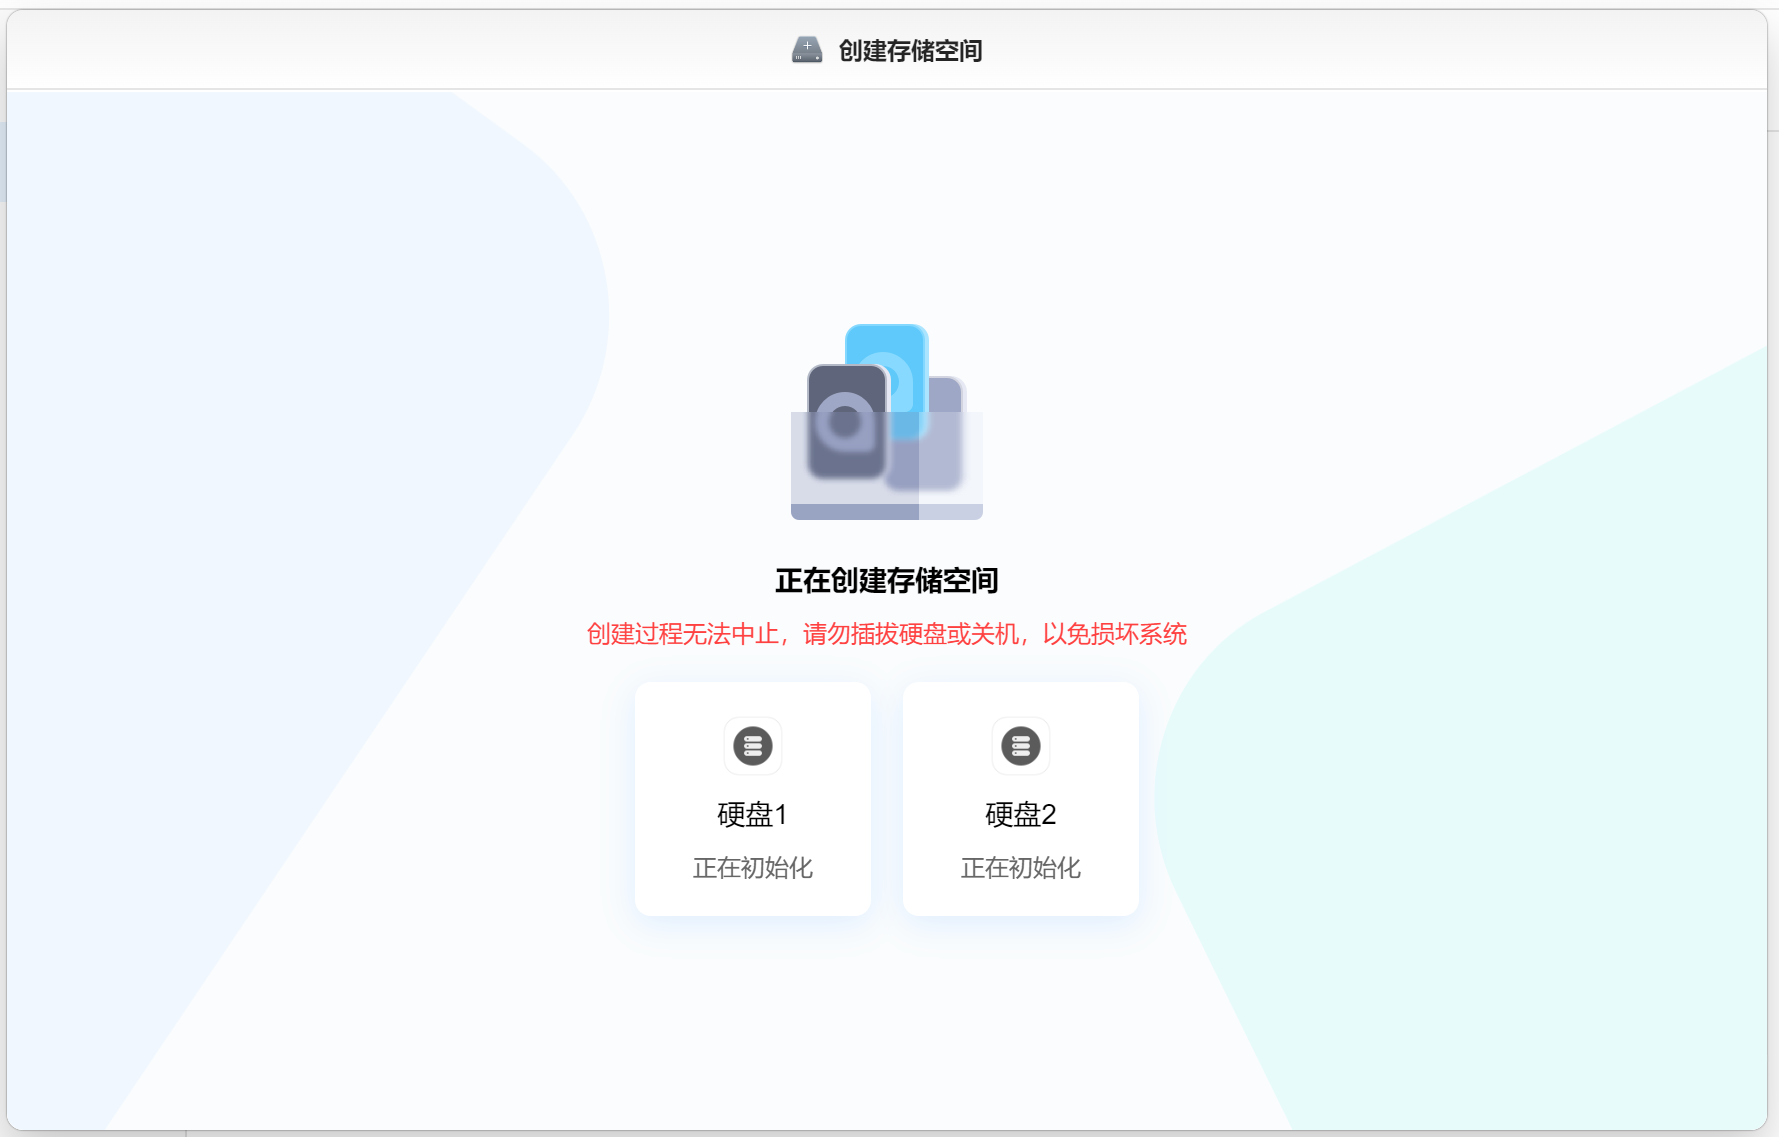 创建存储空间
正在创建存储空间
创建过程无法中止，请勿插拔硬盘或关机，以免损坏系统
硬盘1
正在初始化
硬盘2
正在初始化